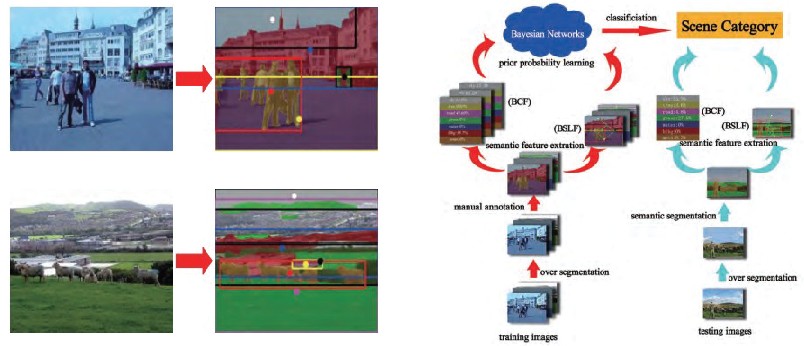 Bayesian Networks
classificiation
Scene Category
prior probability learning
(BCF)
(BSLF)
semantic feature extration
(BCF)
(BSLF)
semantic feature extration
manual annotation
semantic segmentation
over segmentation
over segmentation
training images
testing images